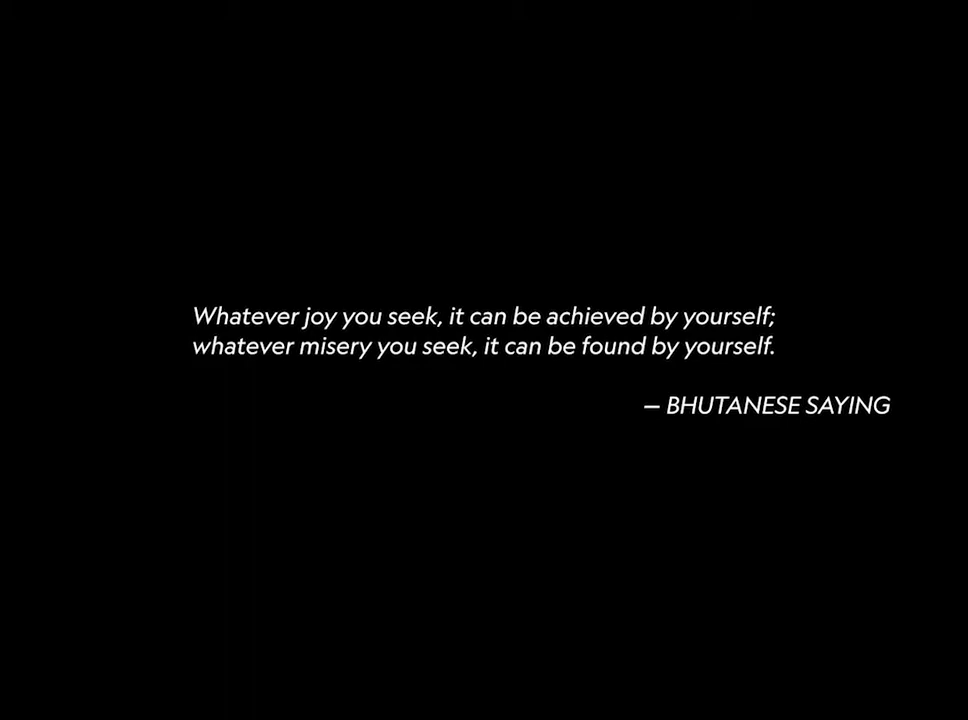 Whatever joy you seek, it can be achieved by yourself;
whatever misery you seek, it can be found by yourself.
– BHUTANESE SAYING